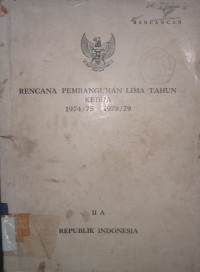 RANCANGAN
RENCANA PEMBANGUNAN LIMA TAHUN
KEDUA
1974/75 1978/79
II A
REPUBLIK INDONESIA